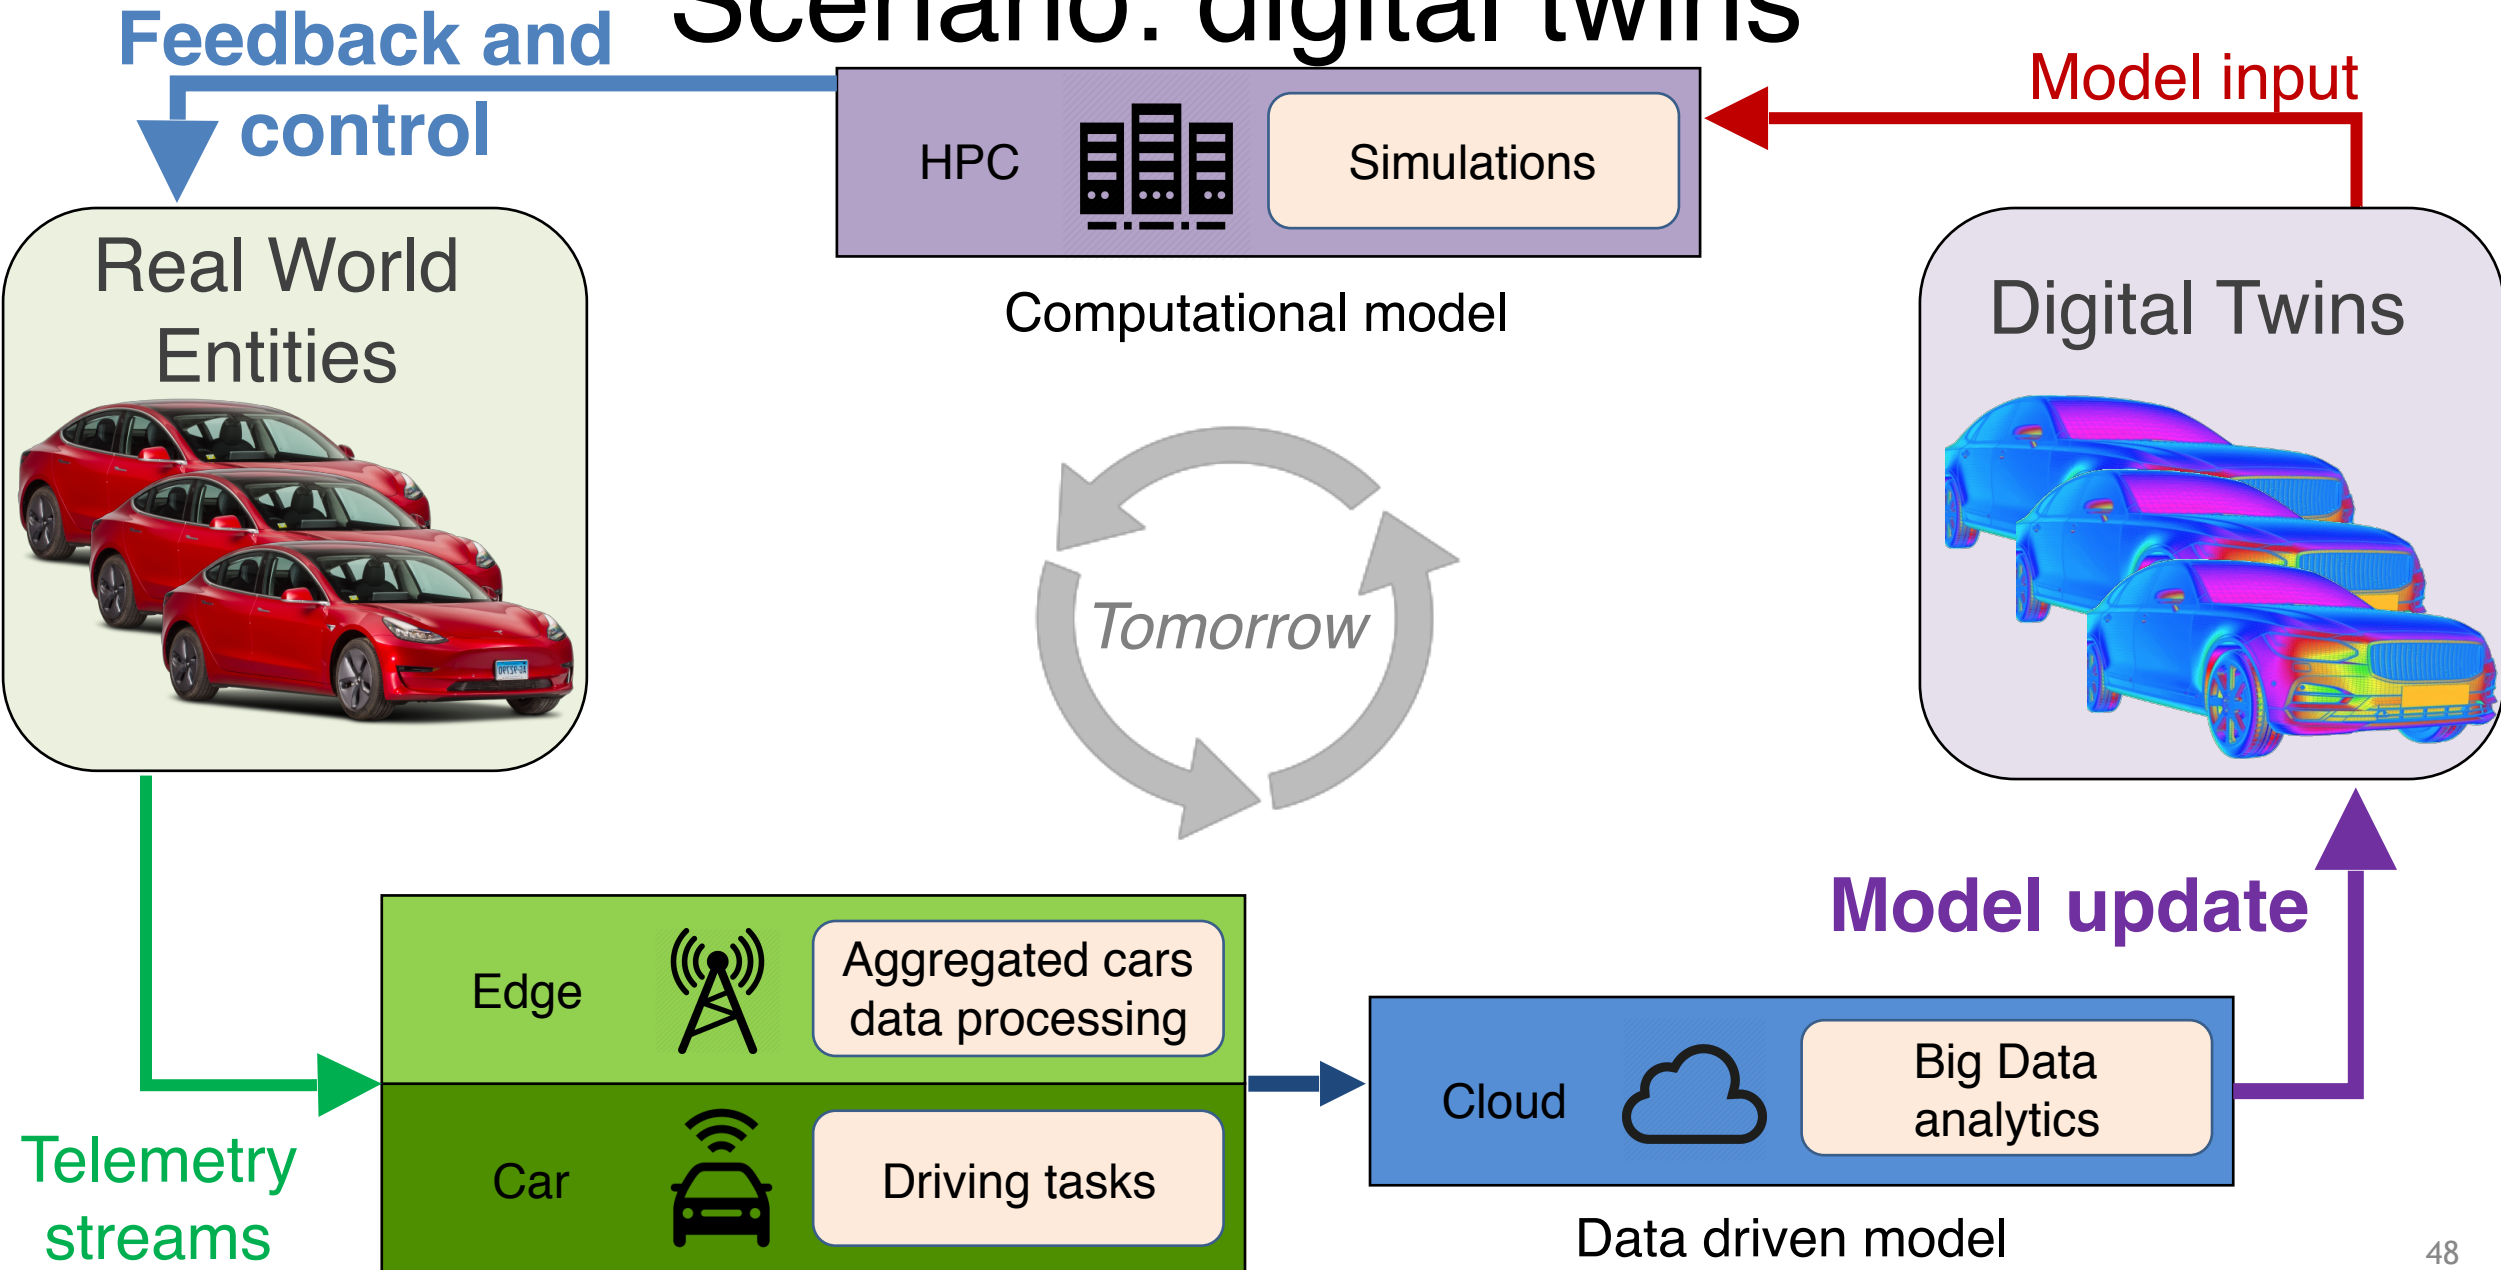 Scenario: digital twins
Feedback and
control
Model input
HPC
Simulations
Computational model
Real World
Entities
Digital Twins
Tomorrow
Model update
Edge
Aggregated cars
data processing
Car
Driving tasks
Cloud
Big Data
analytics
Telemetry
streams
Data driven model
48